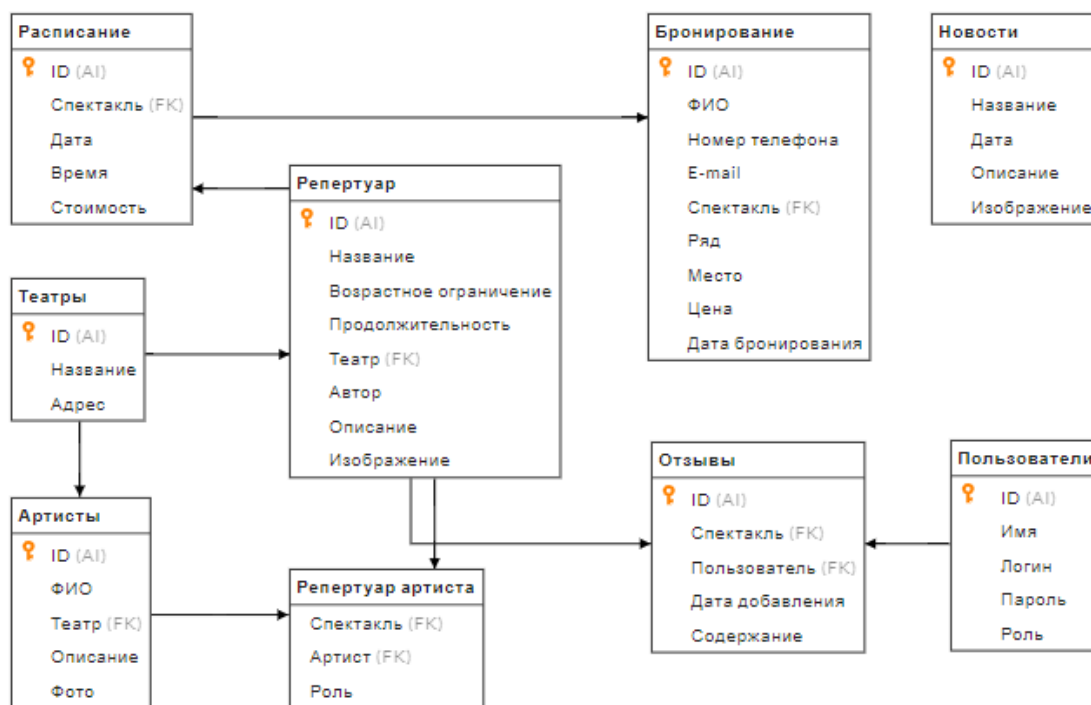 Расписание
ID (AI)
Спектакль (FK)
Дата
Время
Стоимость
Бронирование
ID (AI)
ФИО
Номер телефона
E-mail
Спектакль (FK)
Ряд
Место
Цена
Дата бронирования
Новости
ID (AI)
Название
Дата
Описание
Изображение
Репертуар
ID (AI)
Название
Возрастное ограничение
Продолжительность
Театр (FK)
Автор
Описание
Изображение
Театры
ID (AI)
Название
Адрес
Артисты
ID (AI)
ФИО
Театр (FK)
Описание
Фото
Репертуар артиста
Спектакль (FK)
Артист (FK)
Роль
Отзывы
ID (AI)
Спектакль (FK)
Пользователь (FK)
Дата добавления
Содержание
Пользователи
ID (AI)
Имя
Логин
Пароль
Роль